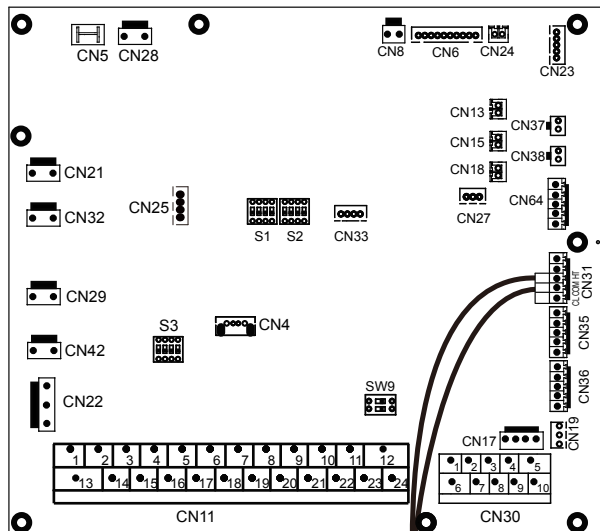 CN5
CN28
CN8
CN6
CN24
CN23
CN13
CN37
CN15
CN38
CN18
CN21
CN64
CN32
CN25
CN27
S1
S2
CN33
CL COM HT
CN31
CN29
CN4
CN35
S3
CN42
CN36
SW9
CN22
CN17
CN19
1 2 3 4 5 6 7 8 9 10 11 12
13 14 15 16 17 18 19 20 21 22 23 24
CN11
1 2 3 4 5
6 7 8 9 10
CN30